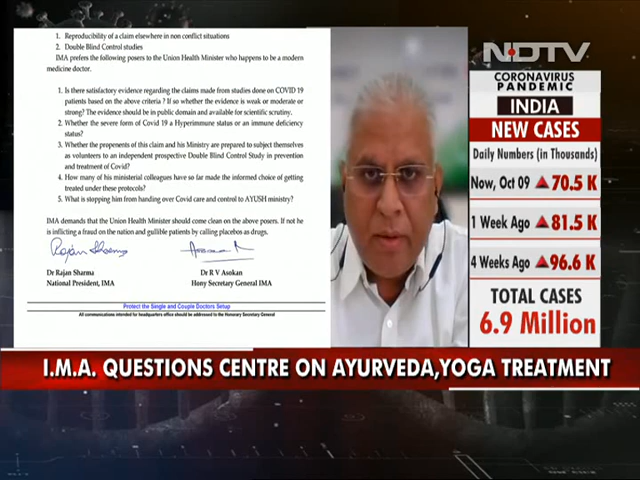 1. Reproducibility of a claim elsewhere in non conflict situations
2. Double Blind Control studies
IMA prefers the following posers to the Union Health Minister who happens to be a modern
medicine doctor.
1. Is there satisfactory evidence regarding the claims made from studies done on COVID 19
patients based on the above criteria ? If so whether the evidence is weak or moderate or
strong? The evidence should be in public domain and available for scientific scrutiny.
2. Whether the severe form of Covid 19 a Hyperimmune status or an immune deficiency
status?
3. Whether the propenents of this claim and his Ministry are prepared to subject themselves
as volunteers to an independent prospective Double Blind Control Study in prevention
and treatment of Covid?
4. How many of his ministerial colleagues have so far made the informed choice of getting
treated under these protocols?
5. What is stopping him from handing over Covid care and control to AYUSH ministry?
IMA demands that the Union Health Minister should come clean on the above posers. If not he
is inflicting a fraud on the nation and gullible patients by calling placebos as drugs.
Rajan Sharma
Dr Rajan Sharma Dr R V Asokan
National President, IMA Hony Secretary General IMA
Protect the Single and Couple Doctors Setup
All communications intended for headquarters office should be addressed to the Honorary Secretary General
NDTV
CORONAVIRUS
PANDEMIC
INDIA
NEW CASES
Daily Numbers (in Thousands)
Now, Oct 09 ▲70.5 K
1 Week Ago ▲81.5 K
4 Weeks Ago ▲96.6 K
TOTAL CASES
6.9 Million
I.M.A. QUESTIONS CENTRE ON AYURVEDA,YOGA TREATMENT